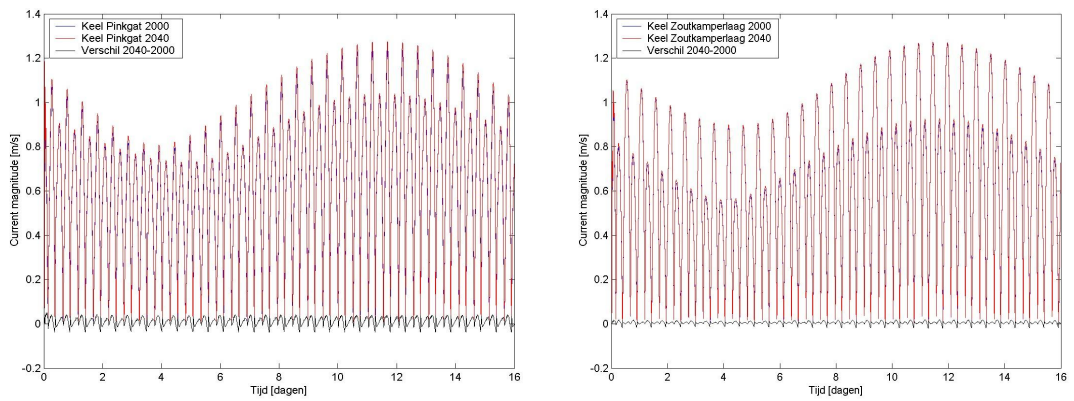 Keel Pinkgat 2000
Keel Pinkgat 2040
Verschil 2040-2000
Current magnitude [m/s]
1.4
1.2
1
0.8
0.6
0.4
0.2
0
-0.2
0 2 4 6 8 10 12 14 16
Tijd [dagen]
Keel Zoutkamperlaag 2000
Keel Zoutkamperlaag 2040
Verschil 2040-2000
Current magnitude [m/s]
1.4
1.2
1
0.8
0.6
0.4
0.2
0
-0.2
0 2 4 6 8 10 12 14 16
Tijd [dagen]